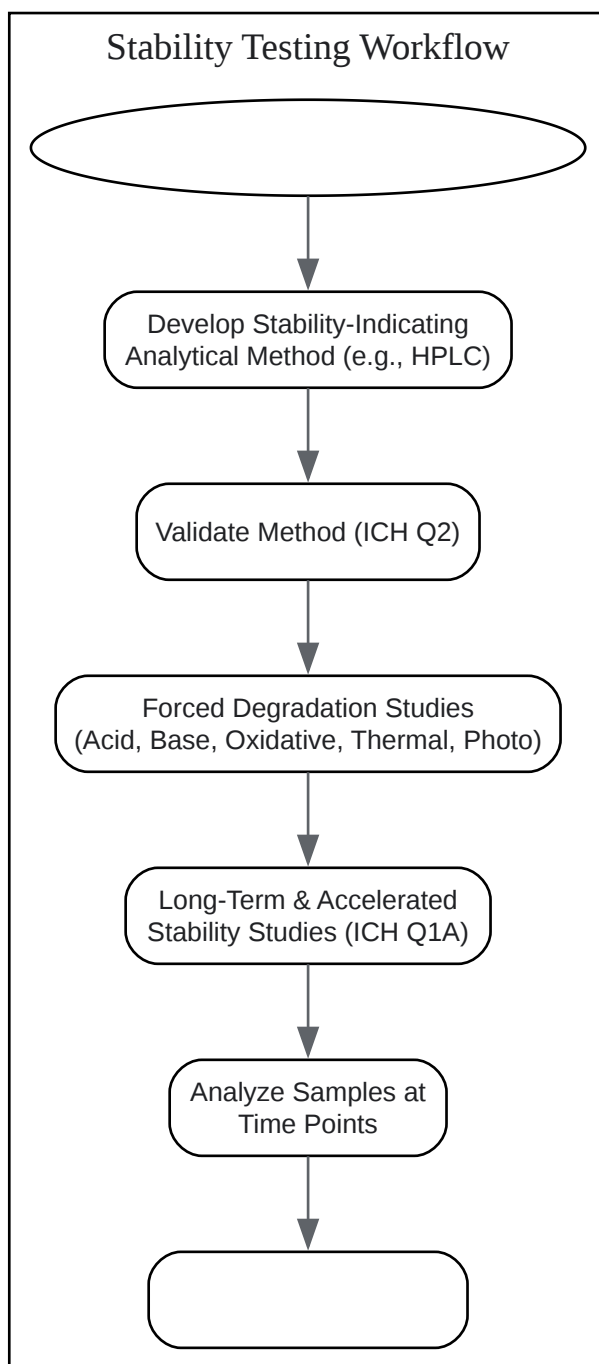 Stability Testing Workflow
Develop Stability-Indicating
Analytical Method (e.g., HPLC)
Validate Method (ICH Q2)
Forced Degradation Studies
(Acid, Base, Oxidative, Thermal, Photo)
Long-Term & Accelerated
Stability Studies (ICH Q1A)
Analyze Samples at
Time Points